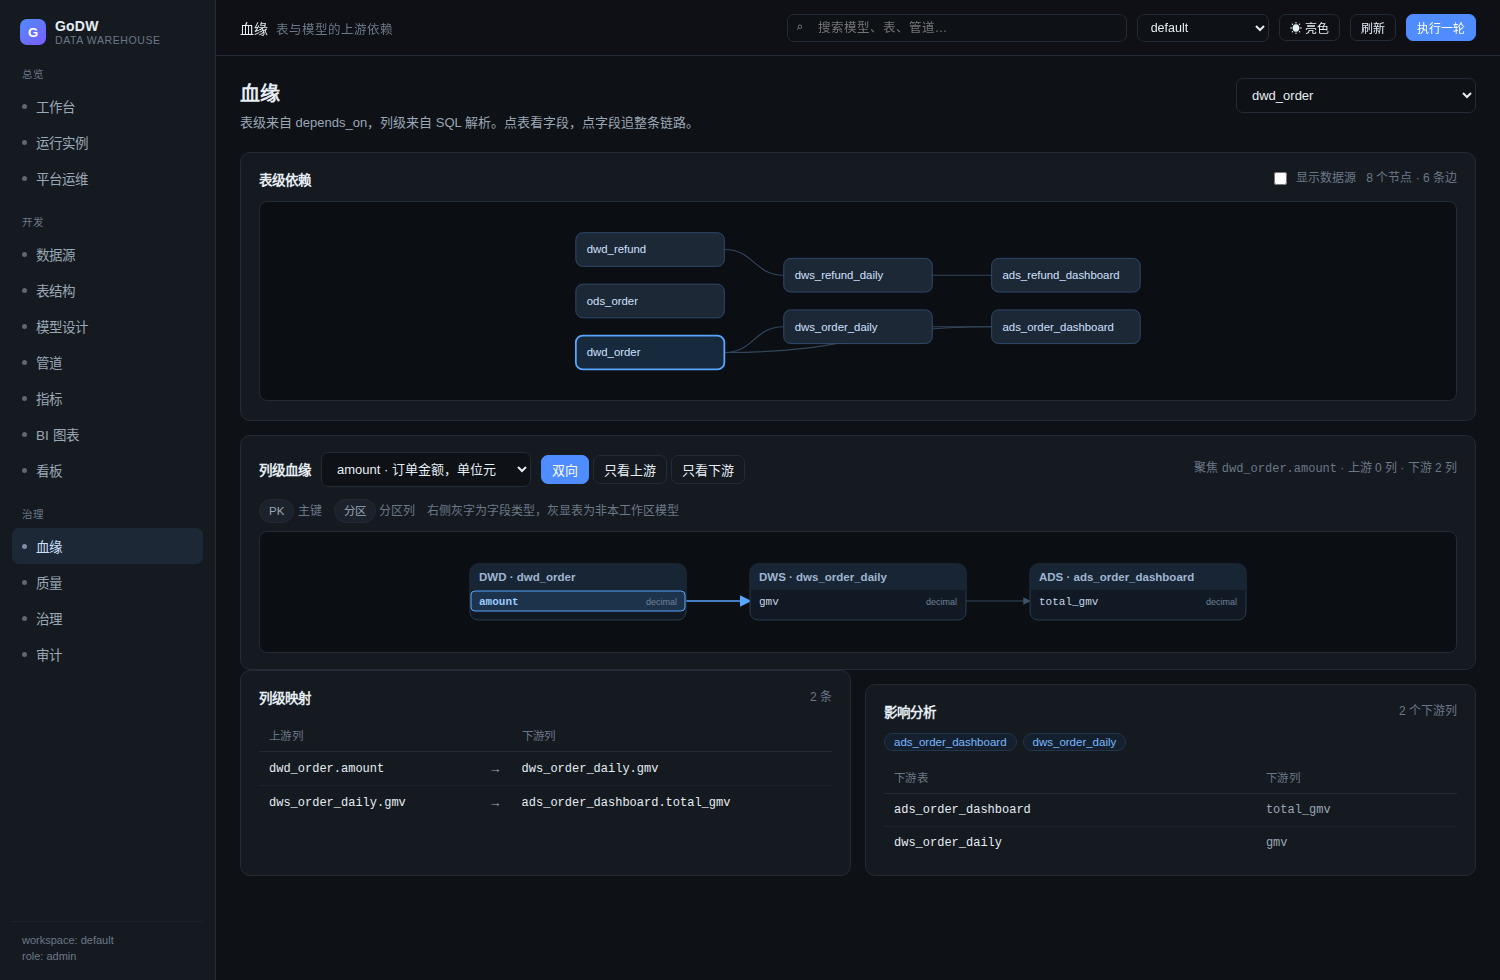 G
GoDW
DATA WAREHOUSE
总览
工作台
运行实例
平台运维
开发
数据源
表结构
模型设计
管道
指标
BI 图表
看板
治理
血缘
质量
治理
审计
workspace: default
role: admin
血缘 表与模型的上游依赖
搜索模型、表、管道…
default
亮色
刷新
执行一轮
血缘
dwd_order
表级来自 depends_on，列级来自 SQL 解析。点表看字段，点字段追整条链路。
表级依赖
显示数据源 8 个节点 · 6 条边
dwd_refund
dws_refund_daily
ads_refund_dashboard
ods_order
dws_order_daily
ads_order_dashboard
dwd_order
列级血缘
amount · 订单金额，单位元
双向
只看上游
只看下游
聚焦 dwd_order.amount · 上游 0 列 · 下游 2 列
PK 主键 分区 分区列 右侧灰字为字段类型，灰显表为非本工作区模型
DWD · dwd_order
amount decimal
DWS · dws_order_daily
gmv decimal
ADS · ads_order_dashboard
total_gmv decimal
列级映射
2 条
上游列 下游列
dwd_order.amount → dws_order_daily.gmv
dws_order_daily.gmv → ads_order_dashboard.total_gmv
影响分析
2 个下游列
ads_order_dashboard dws_order_daily
下游表 下游列
ads_order_dashboard total_gmv
dws_order_daily gmv